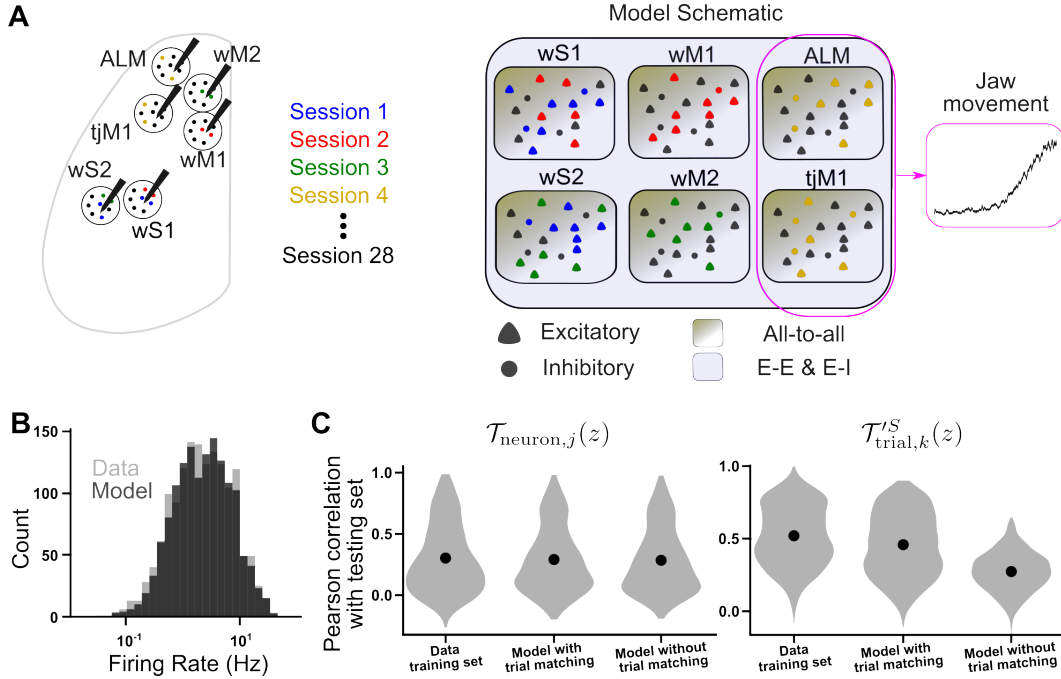 A
ALM
wM2
tjM1
wM1
wS2
wS1
Session 1
Session 2
Session 3
Session 4
Session 28
Model Schematic
wS1
wM1
ALM
wS2
wM2
tjM1
Jaw
movement
Excitatory
All-to-all
Inhibitory
E-E & E-I
B
150
100
50
0
Count
Data
Model
10⁻¹
10¹
Firing Rate (Hz)
C
Pearson correlation
with testing set
𝒯neuron,j(z)
1.0
0.5
0.0
Data
training set
Model with
trial matching
Model without
trial matching
𝒯′ˢtrial,k(z)
1.0
0.5
0.0
Data
training set
Model with
trial matching
Model without
trial matching